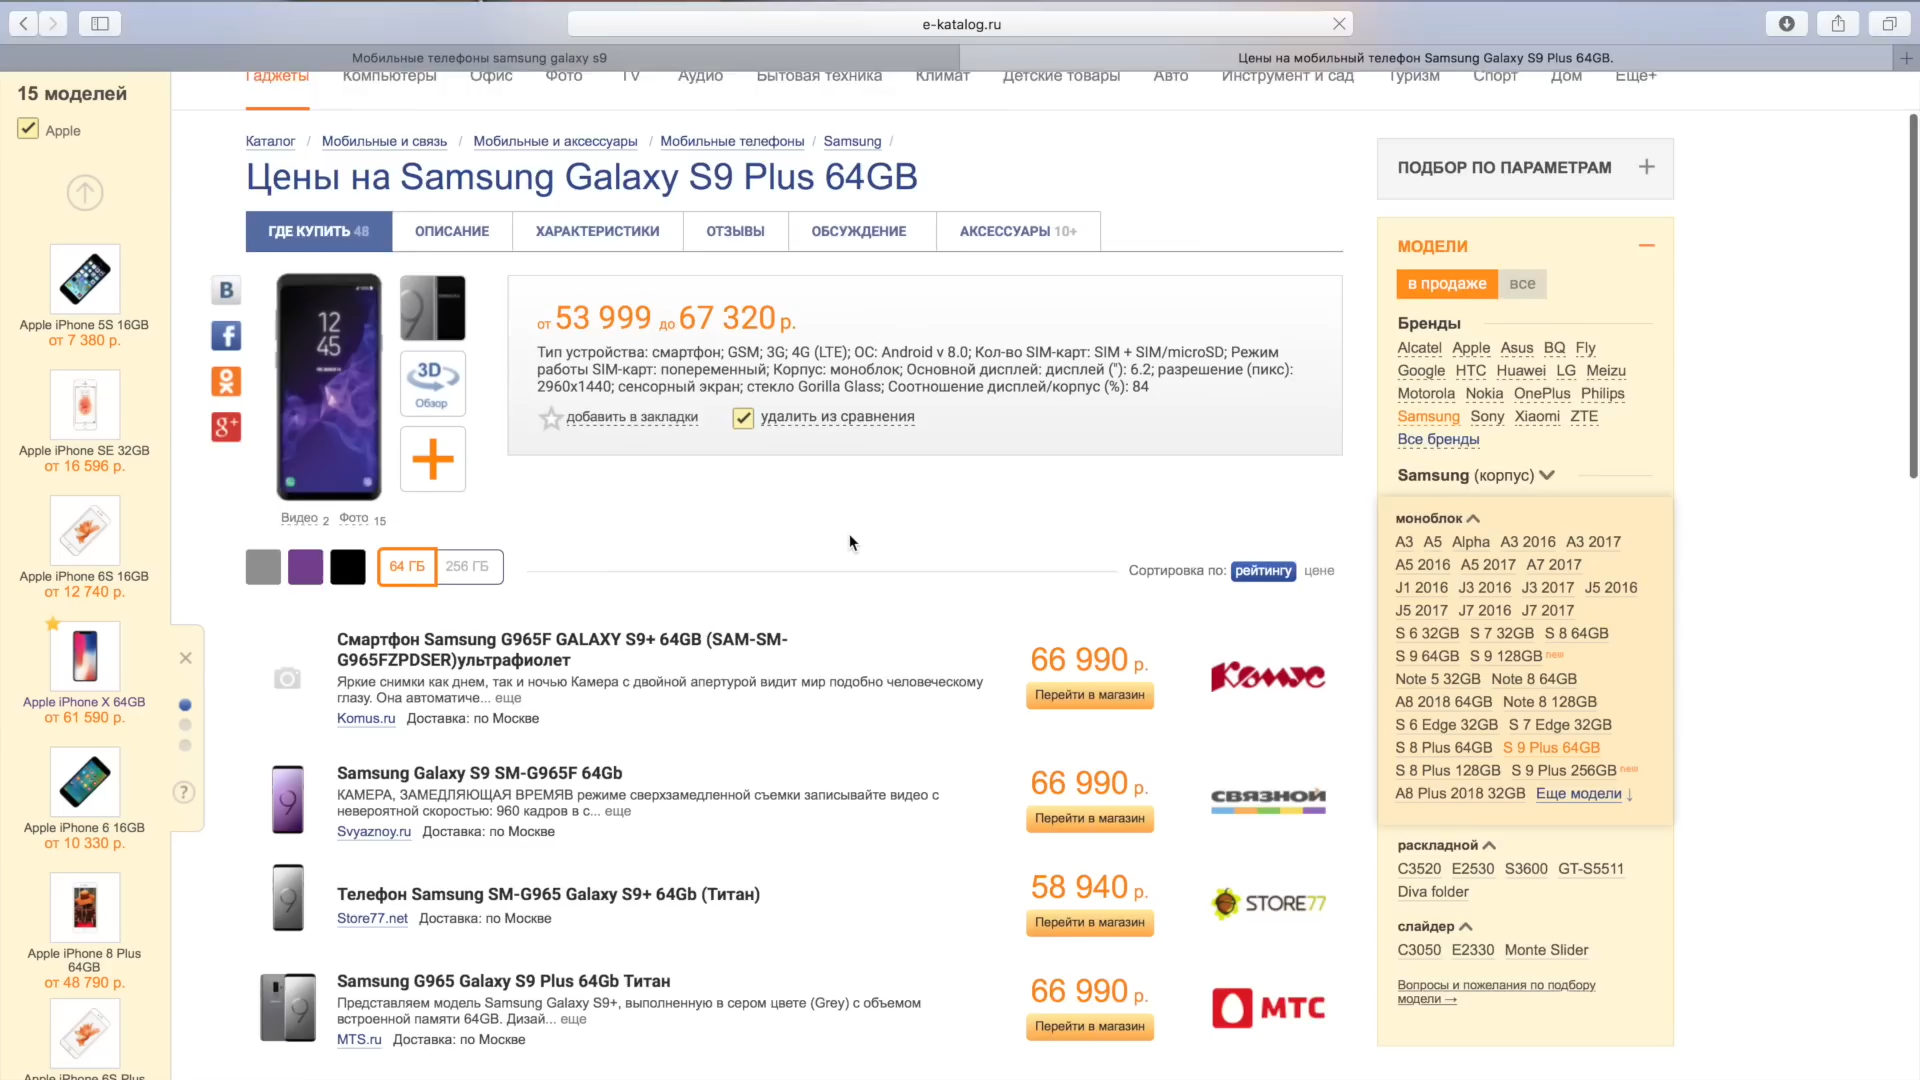 e-katalog.ru
Мобильные телефоны samsung galaxy s9
Цены на мобильный телефон Samsung Galaxy S9 Plus 64GB.
Гаджеты Компьютеры Офис Фото TV Аудио Бытовая техника Климат Детские товары Авто Инструмент и сад Туризм Спорт Дом Еще+
15 моделей
Apple
Apple iPhone 5S 16GB
от 7 380 р.
Apple iPhone SE 32GB
от 16 596 р.
Apple iPhone 6S 16GB
от 12 740 р.
Apple iPhone X 64GB
от 61 590 р.
Apple iPhone 6 16GB
от 10 330 р.
Apple iPhone 8 Plus
64GB
от 48 790 р.
Apple iPhone 6S Plus
?
Каталог / Мобильные и связь / Мобильные и аксессуары / Мобильные телефоны / Samsung /
Цены на Samsung Galaxy S9 Plus 64GB
ГДЕ КУПИТЬ 48 ОПИСАНИЕ ХАРАКТЕРИСТИКИ ОТЗЫВЫ ОБСУЖДЕНИЕ АКСЕССУАРЫ 10+
B
f
g+
12
45
3D
Обзор
Видео 2 Фото 15
от 53 999 до 67 320 р.
Тип устройства: смартфон; GSM; 3G; 4G (LTE); ОС: Android v 8.0; Кол-во SIM-карт: SIM + SIM/microSD; Режим
работы SIM-карт: попеременный; Корпус: моноблок; Основной дисплей: дисплей ("): 6.2; разрешение (пикс):
2960x1440; сенсорный экран; стекло Gorilla Glass; Соотношение дисплей/корпус (%): 84
добавить в закладки удалить из сравнения
64 ГБ 256 ГБ
Сортировка по: рейтингу цене
Смартфон Samsung G965F GALAXY S9+ 64GB (SAM-SM-
G965FZPDSER)ультрафиолет
Яркие снимки как днем, так и ночью Камера с двойной апертурой видит мир подобно человеческому
глазу. Она автоматиче... еще
Komus.ru Доставка: по Москве
66 990 р.
Перейти в магазин
Комус
Samsung Galaxy S9 SM-G965F 64Gb
КАМЕРА, ЗАМЕДЛЯЮЩАЯ ВРЕМЯВ режиме сверхзамедленной съемки записывайте видео с
невероятной скоростью: 960 кадров в с... еще
Svyaznoy.ru Доставка: по Москве
66 990 р.
Перейти в магазин
СВЯЗНОЙ
Телефон Samsung SM-G965 Galaxy S9+ 64Gb (Титан)
Store77.net Доставка: по Москве
58 940 р.
Перейти в магазин
STORE77
Samsung G965 Galaxy S9 Plus 64Gb Титан
Представляем модель Samsung Galaxy S9+, выполненную в сером цвете (Grey) с объемом
встроенной памяти 64GB. Дизай... еще
MTS.ru Доставка: по Москве
66 990 р.
Перейти в магазин
МТС
ПОДБОР ПО ПАРАМЕТРАМ +
МОДЕЛИ
в продаже все
Бренды
Alcatel Apple Asus BQ Fly
Google HTC Huawei LG Meizu
Motorola Nokia OnePlus Philips
Samsung Sony Xiaomi ZTE
Все бренды
Samsung (корпус)
моноблок
A3 A5 Alpha A3 2016 A3 2017
A5 2016 A5 2017 A7 2017
J1 2016 J3 2016 J3 2017 J5 2016
J5 2017 J7 2016 J7 2017
S 6 32GB S 7 32GB S 8 64GB
S 9 64GB S 9 128GB new
Note 5 32GB Note 8 64GB
A8 2018 64GB Note 8 128GB
S 6 Edge 32GB S 7 Edge 32GB
S 8 Plus 64GB S 9 Plus 64GB
S 8 Plus 128GB S 9 Plus 256GB new
A8 Plus 2018 32GB Еще модели ↓
раскладной
C3520 E2530 S3600 GT-S5511
Diva folder
слайдер
C3050 E2330 Monte Slider
Вопросы и пожелания по подбору
модели →